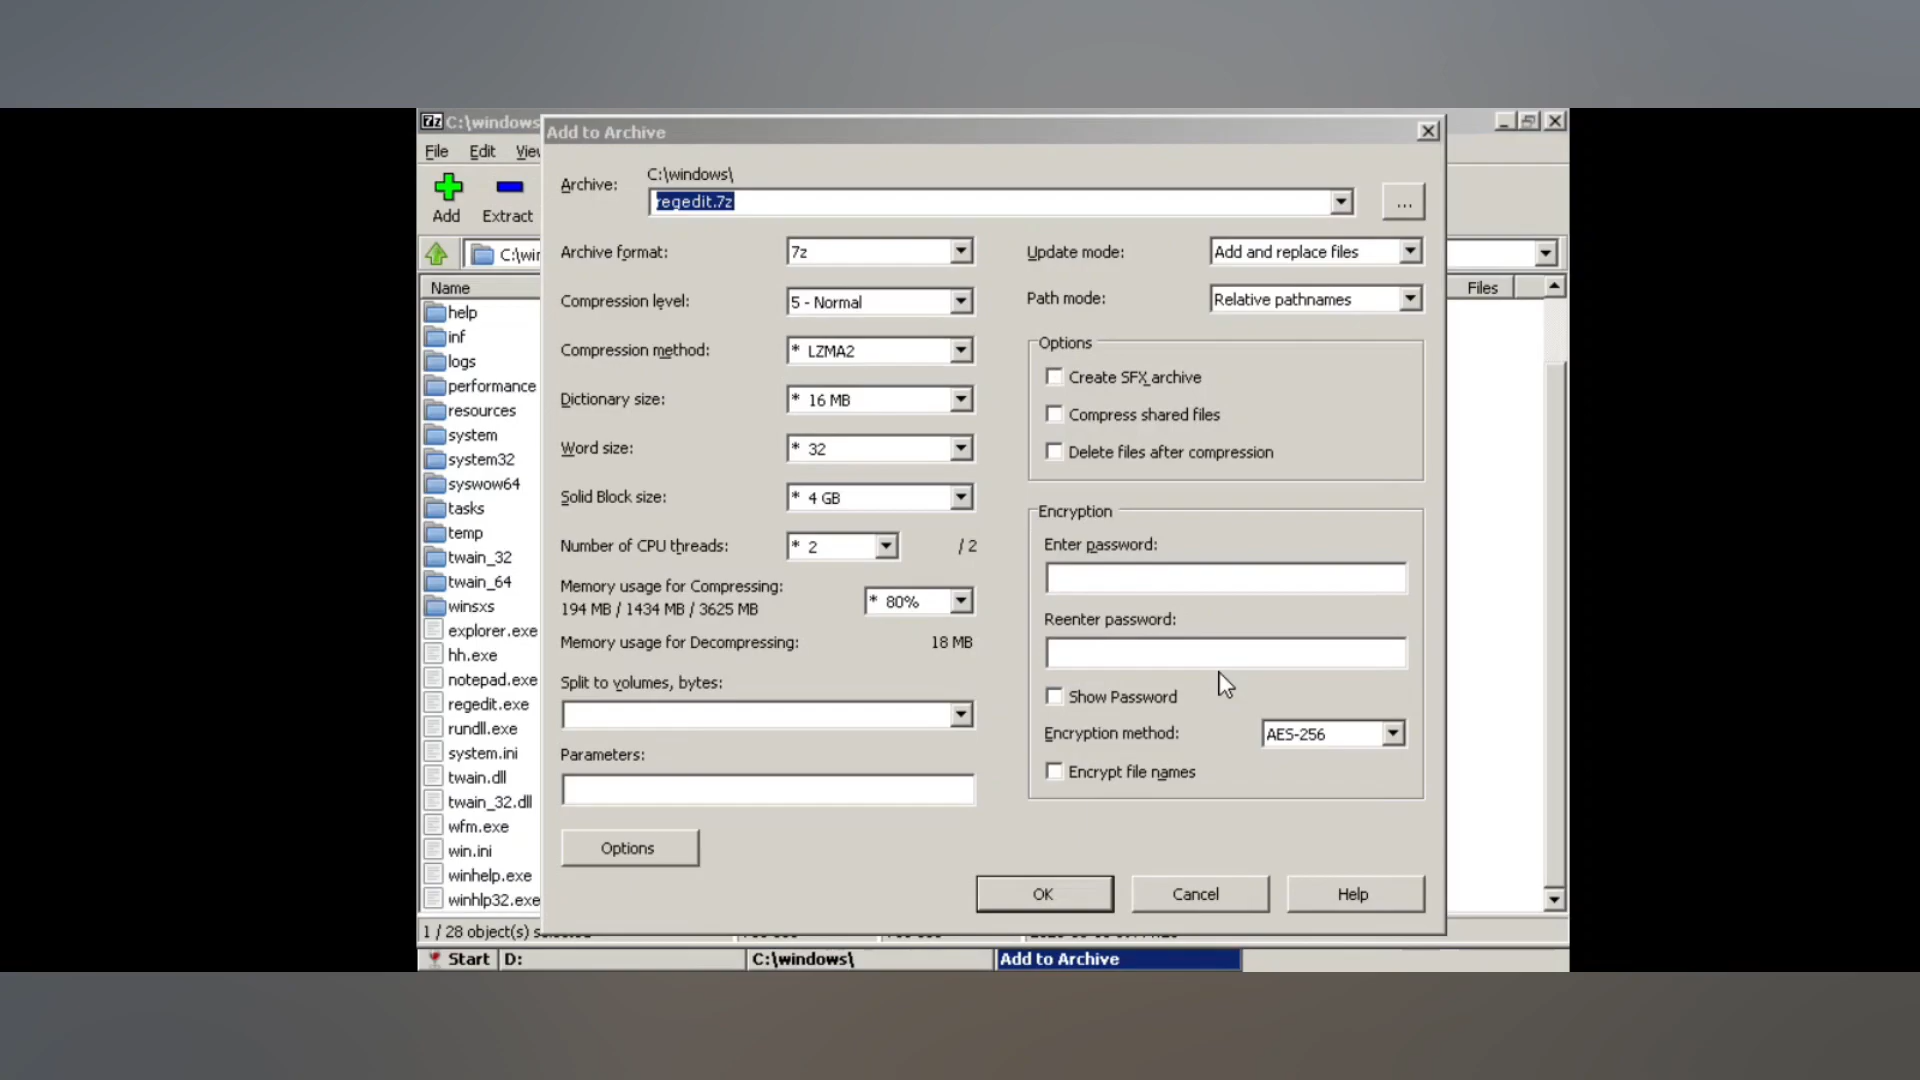 7z C:\windows
File Edit View
Add Extract
C:\win
Name
help
inf
logs
performance
resources
system
system32
syswow64
tasks
temp
twain_32
twain_64
winsxs
explorer.exe
hh.exe
notepad.exe
regedit.exe
rundll.exe
system.ini
twain.dll
twain_32.dll
wfm.exe
win.ini
winhelp.exe
winhlp32.exe
1 / 28 object(s)
Files
Add to Archive
Archive:
C:\windows\
regedit.7z
...
Archive format: 7z
Compression level: 5 - Normal
Compression method: * LZMA2
Dictionary size: * 16 MB
Word size: * 32
Solid Block size: * 4 GB
Number of CPU threads: * 2 / 2
Memory usage for Compressing:
194 MB / 1434 MB / 3625 MB
* 80%
Memory usage for Decompressing: 18 MB
Split to volumes, bytes:
Parameters:
Options
Update mode: Add and replace files
Path mode: Relative pathnames
Options
Create SFX archive
Compress shared files
Delete files after compression
Encryption
Enter password:
Reenter password:
Show Password
Encryption method: AES-256
Encrypt file names
OK Cancel Help
Start D: C:\windows\ Add to Archive